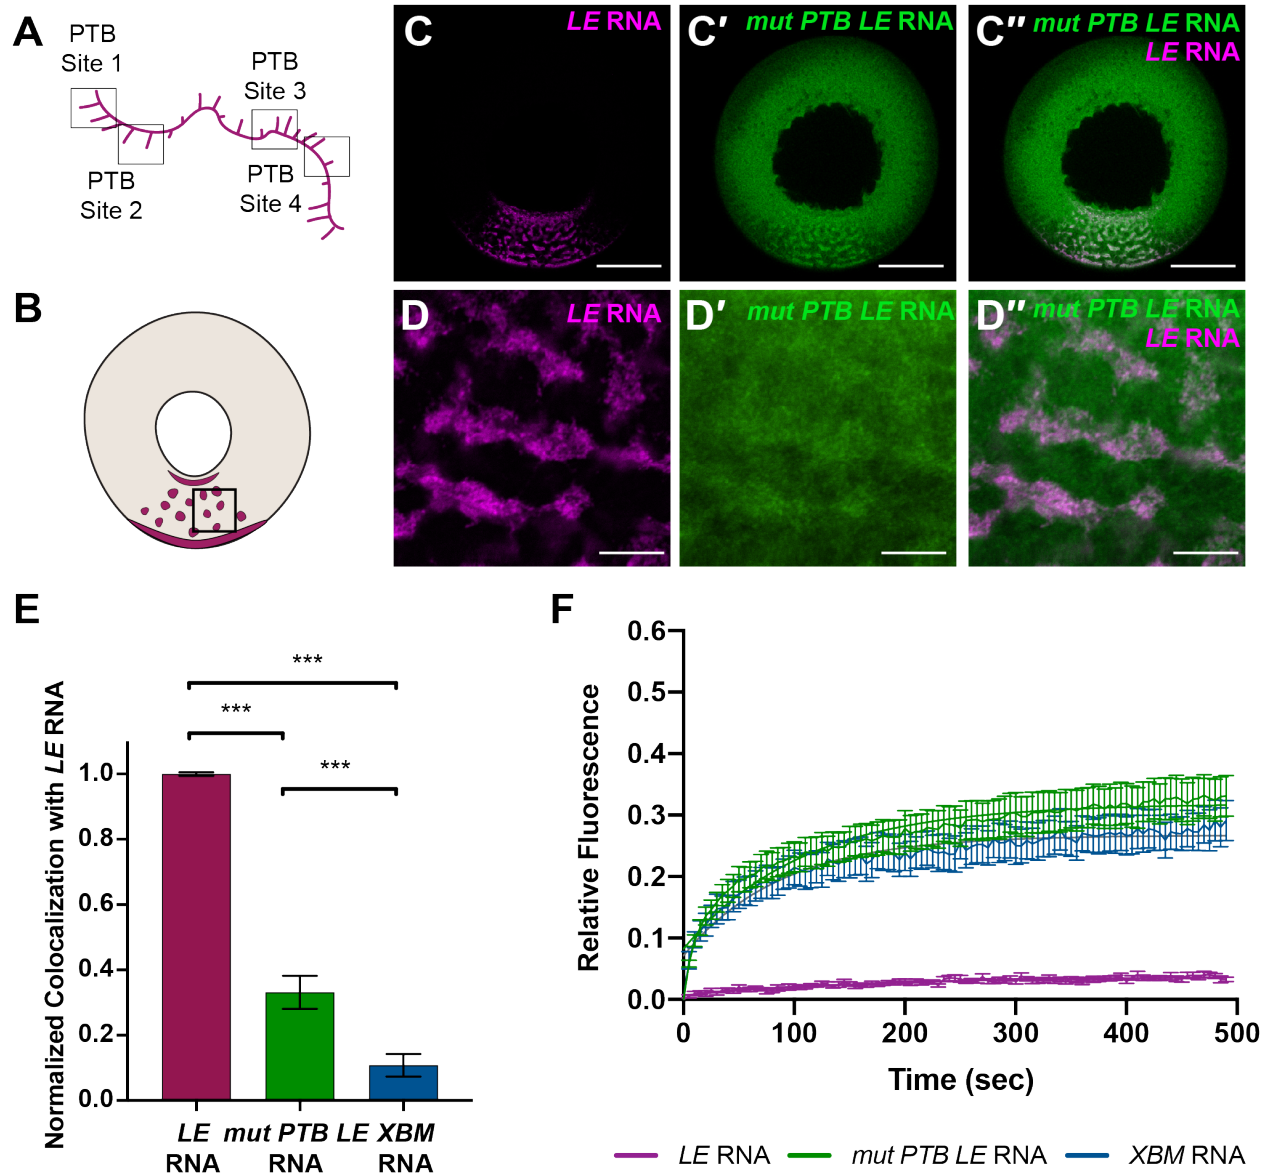 A
PTB
Site 1
PTB
Site 2
PTB
Site 3
PTB
Site 4
C
LE RNA
C′
mut PTB LE RNA
C″
mut PTB LE RNA
LE RNA
B
D
LE RNA
D′
mut PTB LE RNA
D″
mut PTB LE RNA
LE RNA
E
Normalized Colocalization with LE RNA
***
***
***
1.0
0.8
0.6
0.4
0.2
0.0
LE
RNA
mut PTB LE
RNA
XBM
RNA
F
Relative Fluorescence
0.6
0.5
0.4
0.3
0.2
0.1
0.0
0
100
200
300
400
500
Time (sec)
LE RNA
mut PTB LE RNA
XBM RNA